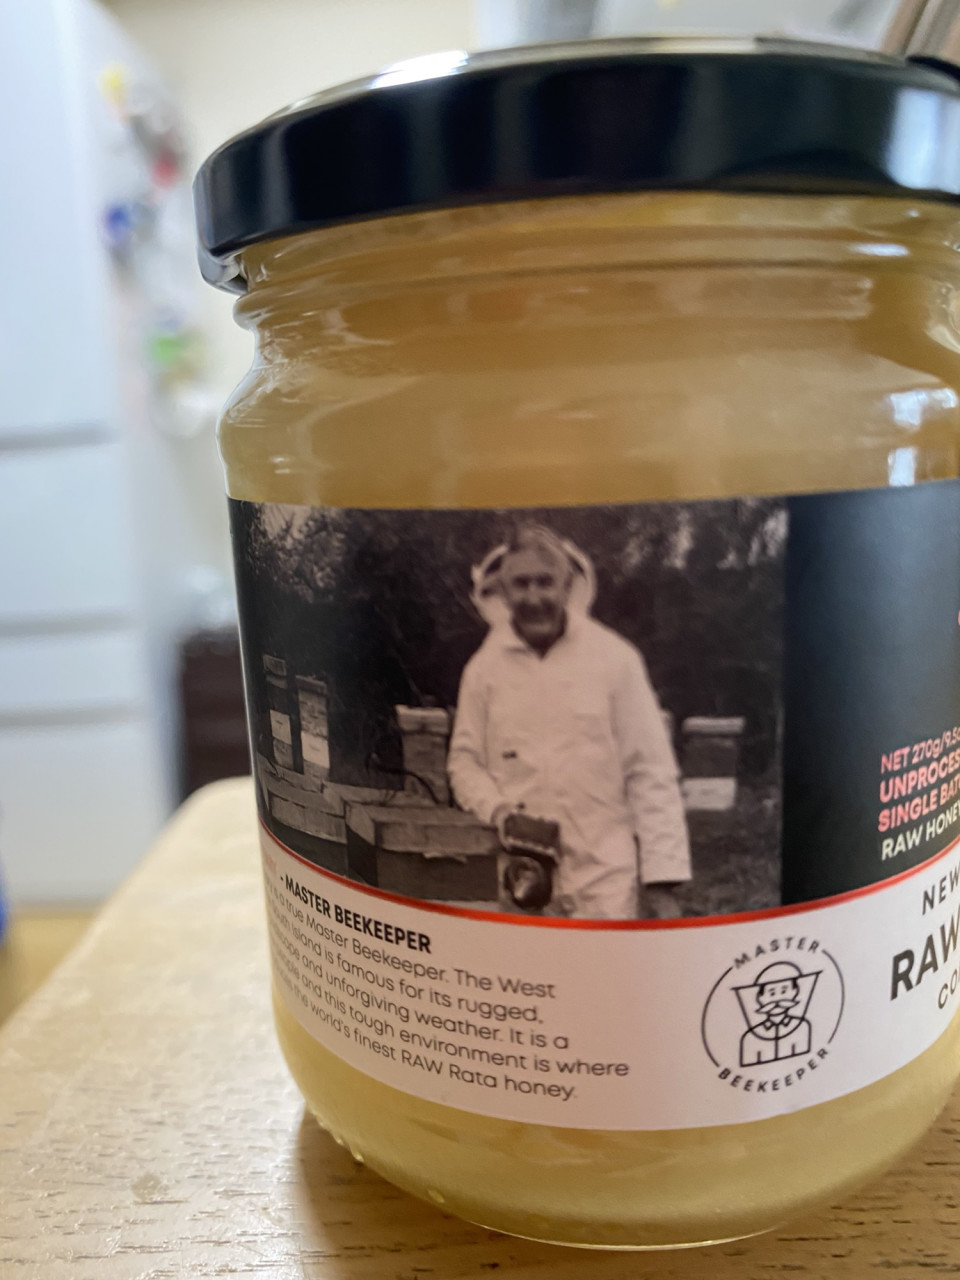 - MASTER BEEKEEPER
a true Master Beekeeper. The West
Island is famous for its rugged,
and unforgiving weather. It is a
and this tough environment is where
the world's finest RAW Rata honey.
MASTER
BEEKEEPER
NET 270g/9.5
UNPROCES
SINGLE BAT
RAW HONEY
NEW
RAW
CO